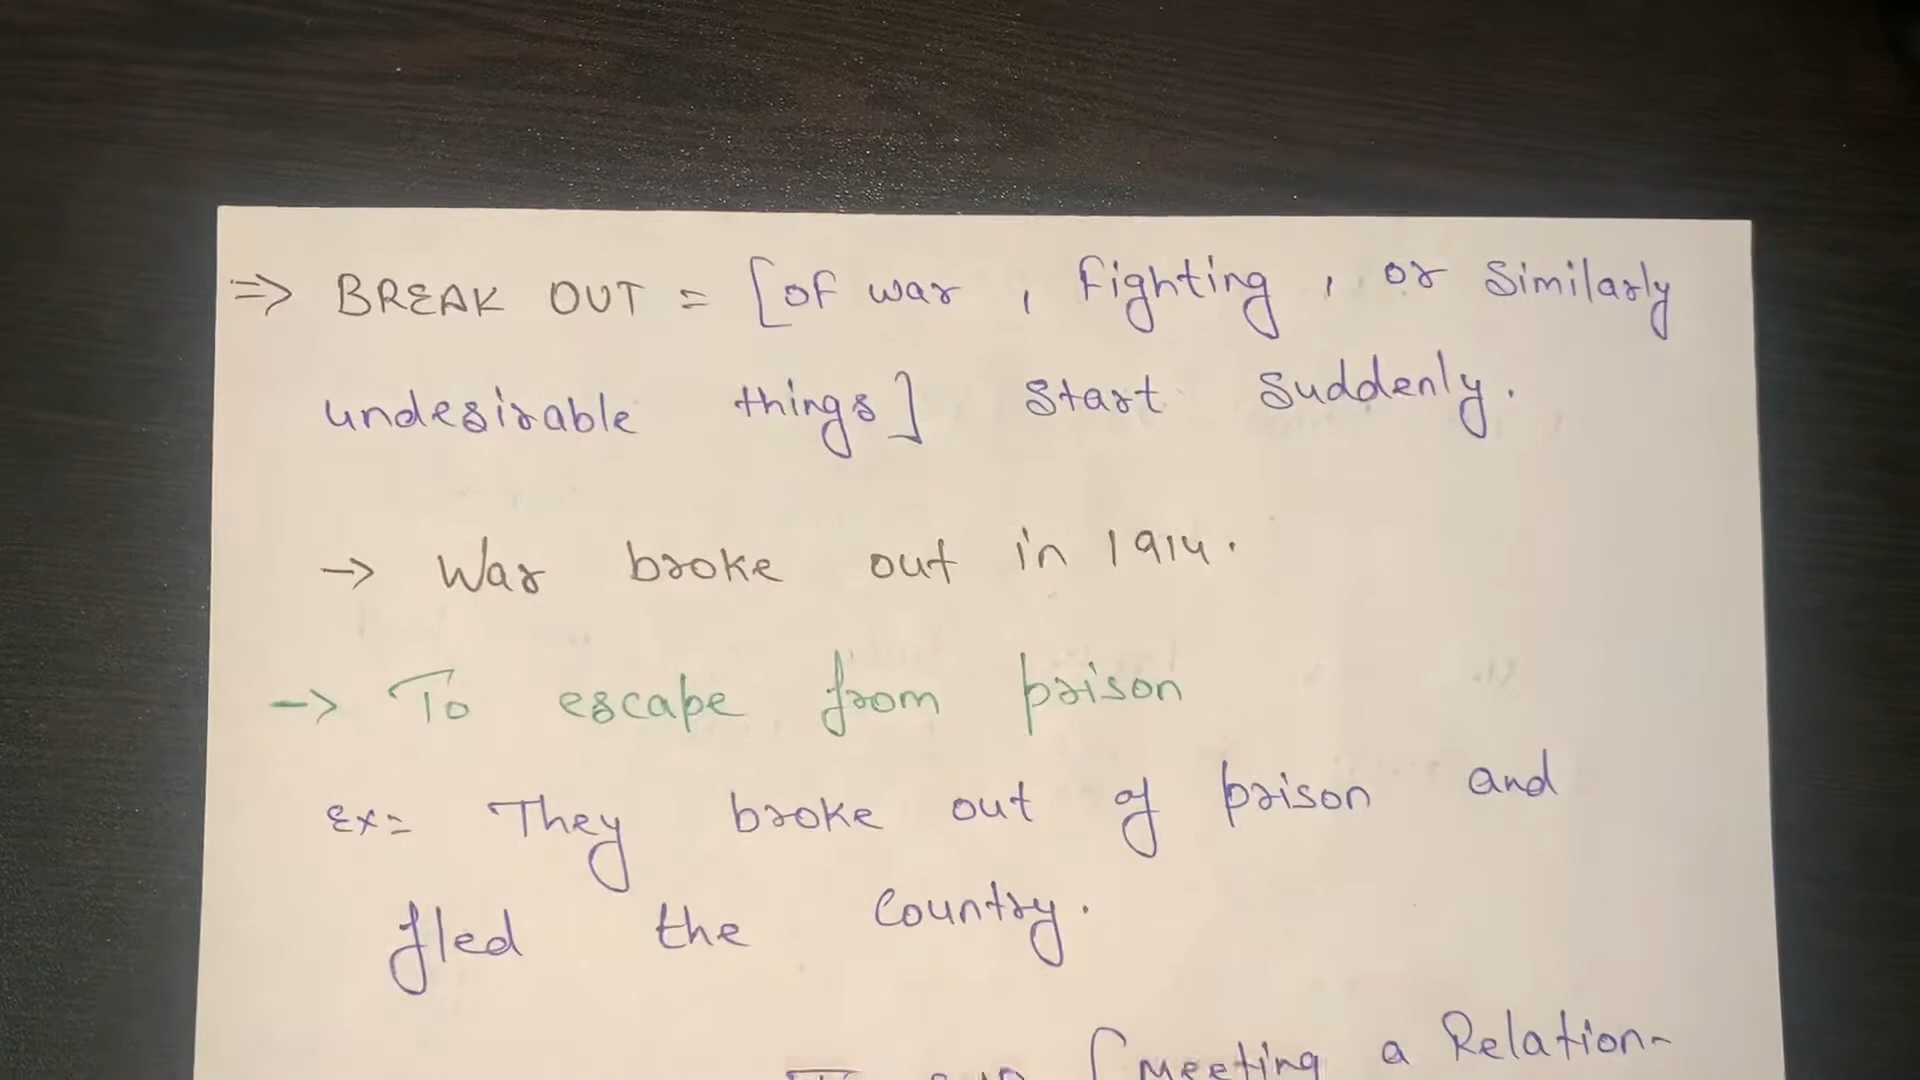 => BREAK OUT = [of war , fighting , or similarly
undesirable things] start suddenly.
-> War broke out in 1914.
-> To escape from prison
Ex= They broke out of prison and
fled the country.
[Meeting a Relation-